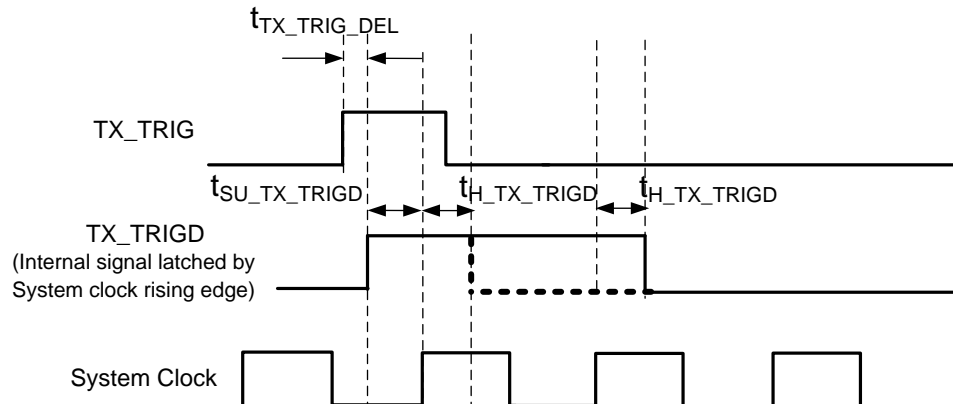 tTX_TRIG_DEL
TX_TRIG
tSU_TX_TRIGD
tH_TX_TRIGD
tH_TX_TRIGD
TX_TRIGD
(Internal signal latched by
System clock rising edge)
System Clock